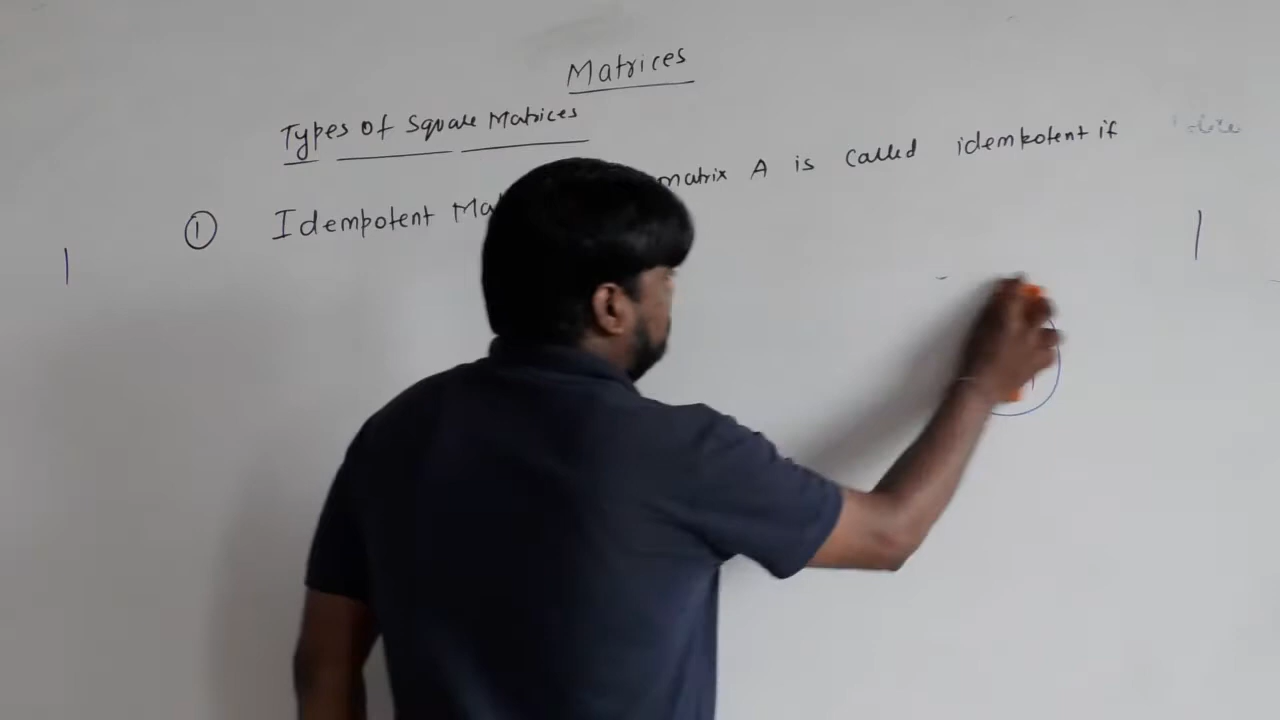 Matrices
Types of Square Matrices
① Idempotent Ma matrix A is called idempotent if